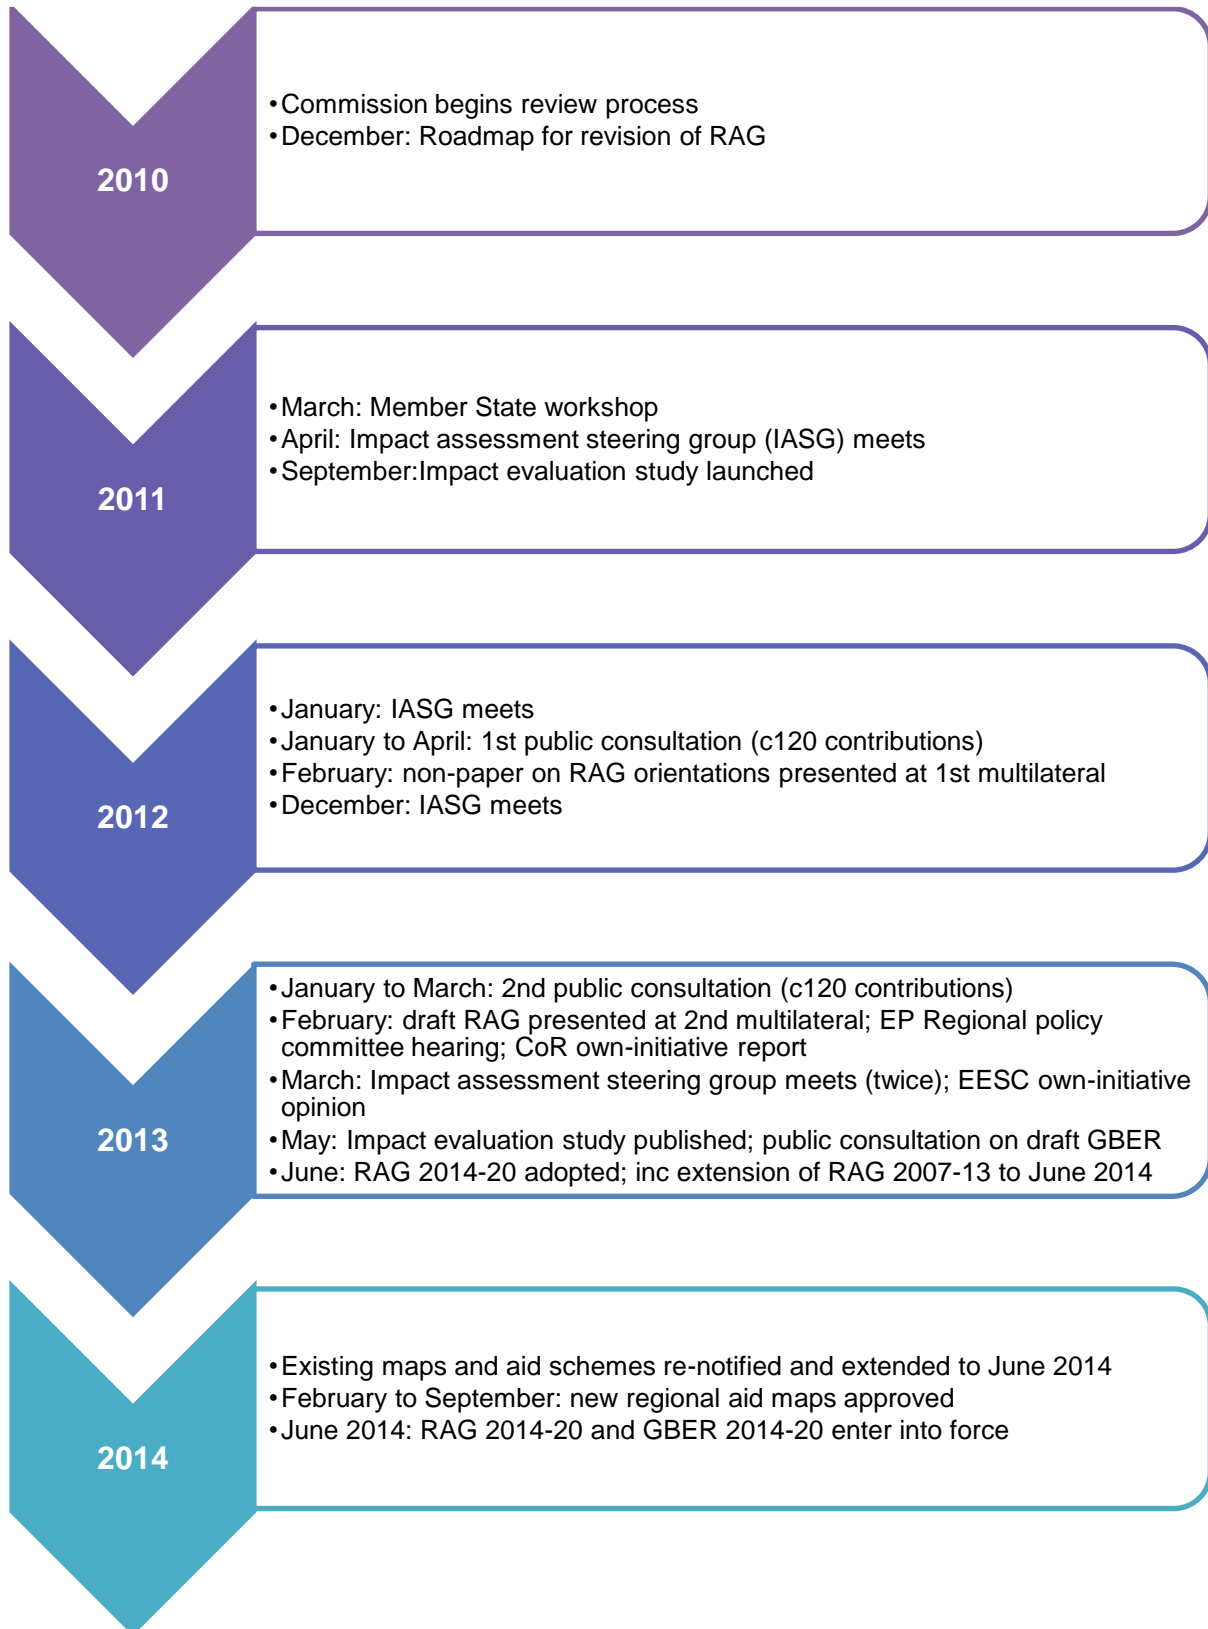 2010
•Commission begins review process
•December: Roadmap for revision of RAG
2011
•March: Member State workshop
•April: Impact assessment steering group (IASG) meets
•September:Impact evaluation study launched
2012
•January: IASG meets
•January to April: 1st public consultation (c120 contributions)
•February: non-paper on RAG orientations presented at 1st multilateral
•December: IASG meets
2013
•January to March: 2nd public consultation (c120 contributions)
•February: draft RAG presented at 2nd multilateral; EP Regional policy
committee hearing; CoR own-initiative report
•March: Impact assessment steering group meets (twice); EESC own-initiative
opinion
•May: Impact evaluation study published; public consultation on draft GBER
•June: RAG 2014-20 adopted; inc extension of RAG 2007-13 to June 2014
2014
•Existing maps and aid schemes re-notified and extended to June 2014
•February to September: new regional aid maps approved
•June 2014: RAG 2014-20 and GBER 2014-20 enter into force